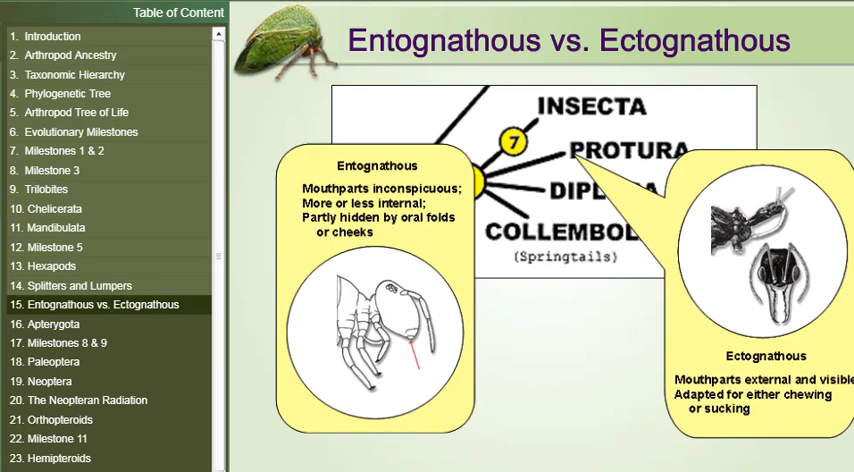 Table of Content
1. Introduction
2. Arthropod Ancestry
3. Taxonomic Hierarchy
4. Phylogenetic Tree
5. Arthropod Tree of Life
6. Evolutionary Milestones
7. Milestones 1 & 2
8. Milestone 3
9. Trilobites
10. Chelicerata
11. Mandibulata
12. Milestone 5
13. Hexapods
14. Splitters and Lumpers
15. Entognathous vs. Ectognathous
16. Apterygota
17. Milestones 8 & 9
18. Paleoptera
19. Neoptera
20. The Neopteran Radiation
21. Orthopteroids
22. Milestone 11
23. Hemipteroids
Entognathous vs. Ectognathous
INSECTA
7
PROTURA
COLLEMBOL
(Springtails)
Entognathous
Mouthparts inconspicuous;
More or less internal;
Partly hidden by oral folds
or cheeks
Ectognathous
Mouthparts external and visible
Adapted for either chewing
or sucking